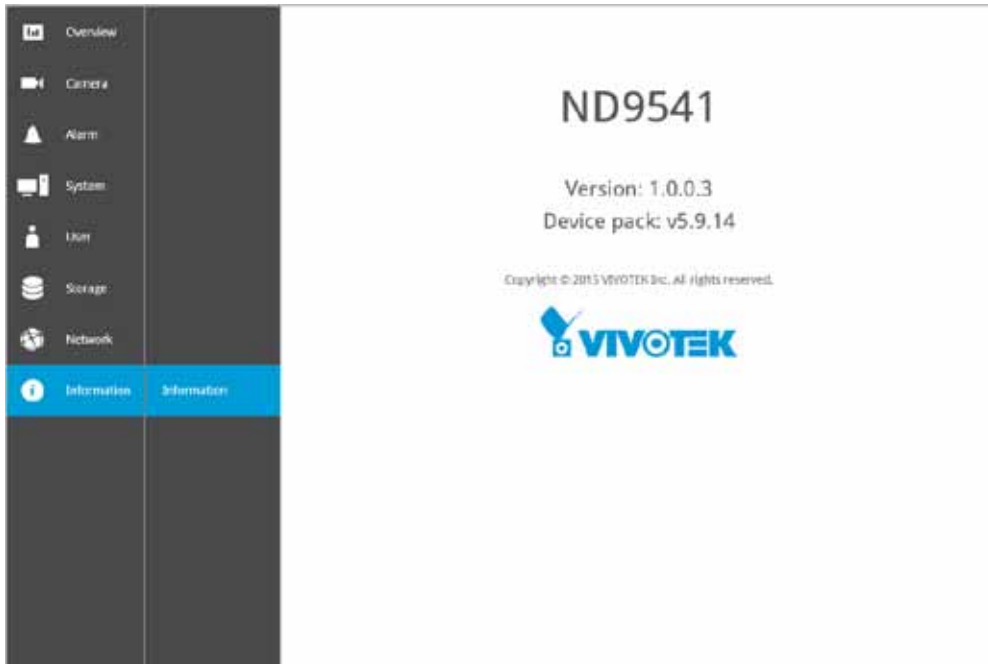 Overview
Camera
Alarm
System
User
Storage
Network
Information
Information
ND9541
Version: 1.0.0.3
Device pack: v5.9.14
Copyright © 2015 VIVOTEK Inc. All rights reserved.
VIVOTEK